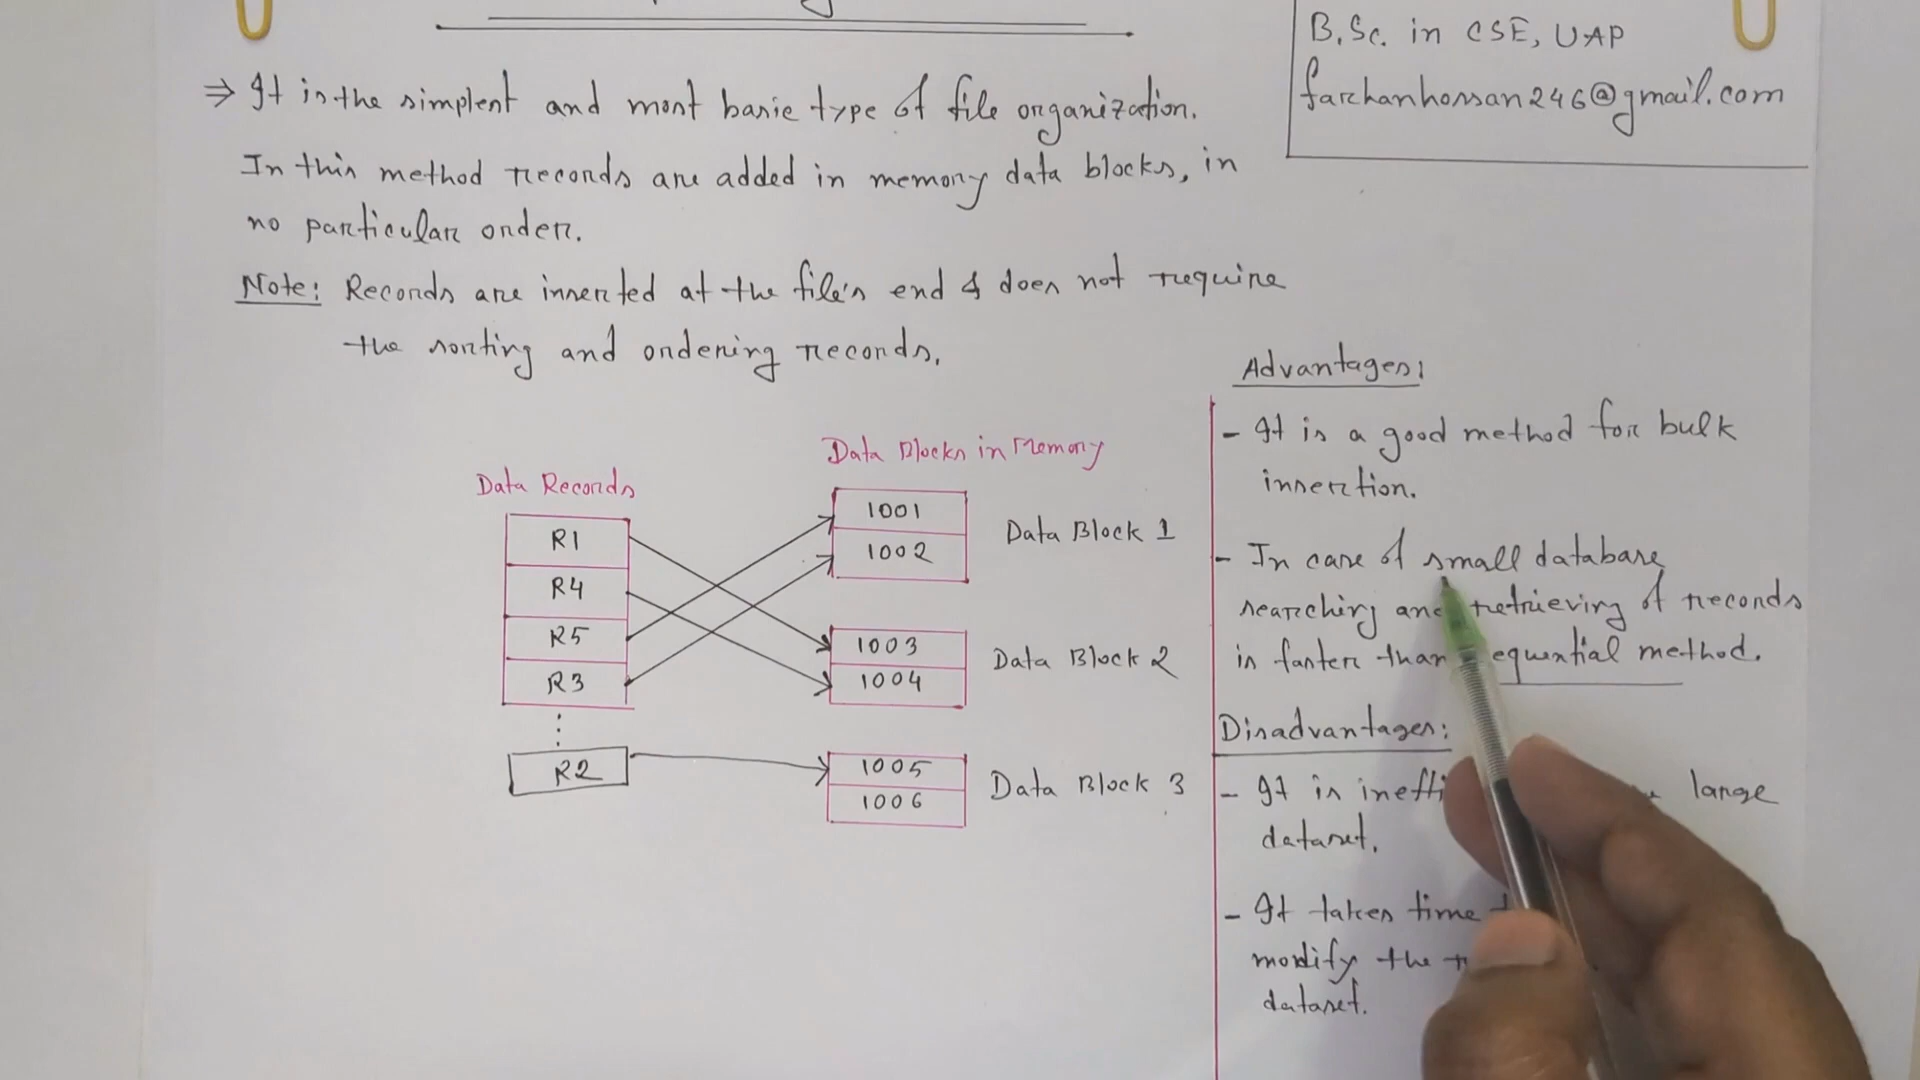 B.Sc. in CSE, UAP
farhanhossan246@gmail.com
⇒ It is the simplest and most basic type of file organization.
In this method records are added in memory data blocks, in
no particular order.
Note: Records are inserted at the file's end & does not require
the sorting and ordering records.
Data Records
R1
R4
R5
R3
R2
Data Blocks in Memory
1001
1002
Data Block 1
1003
1004
Data Block 2
1005
1006
Data Block 3
Advantages:
- It is a good method for bulk
insertion.
- In case of small database
searching and retrieving of records
is faster than sequential method.
Disadvantages:
- It is large
dataset.
- It takes time
modify the
dataset.